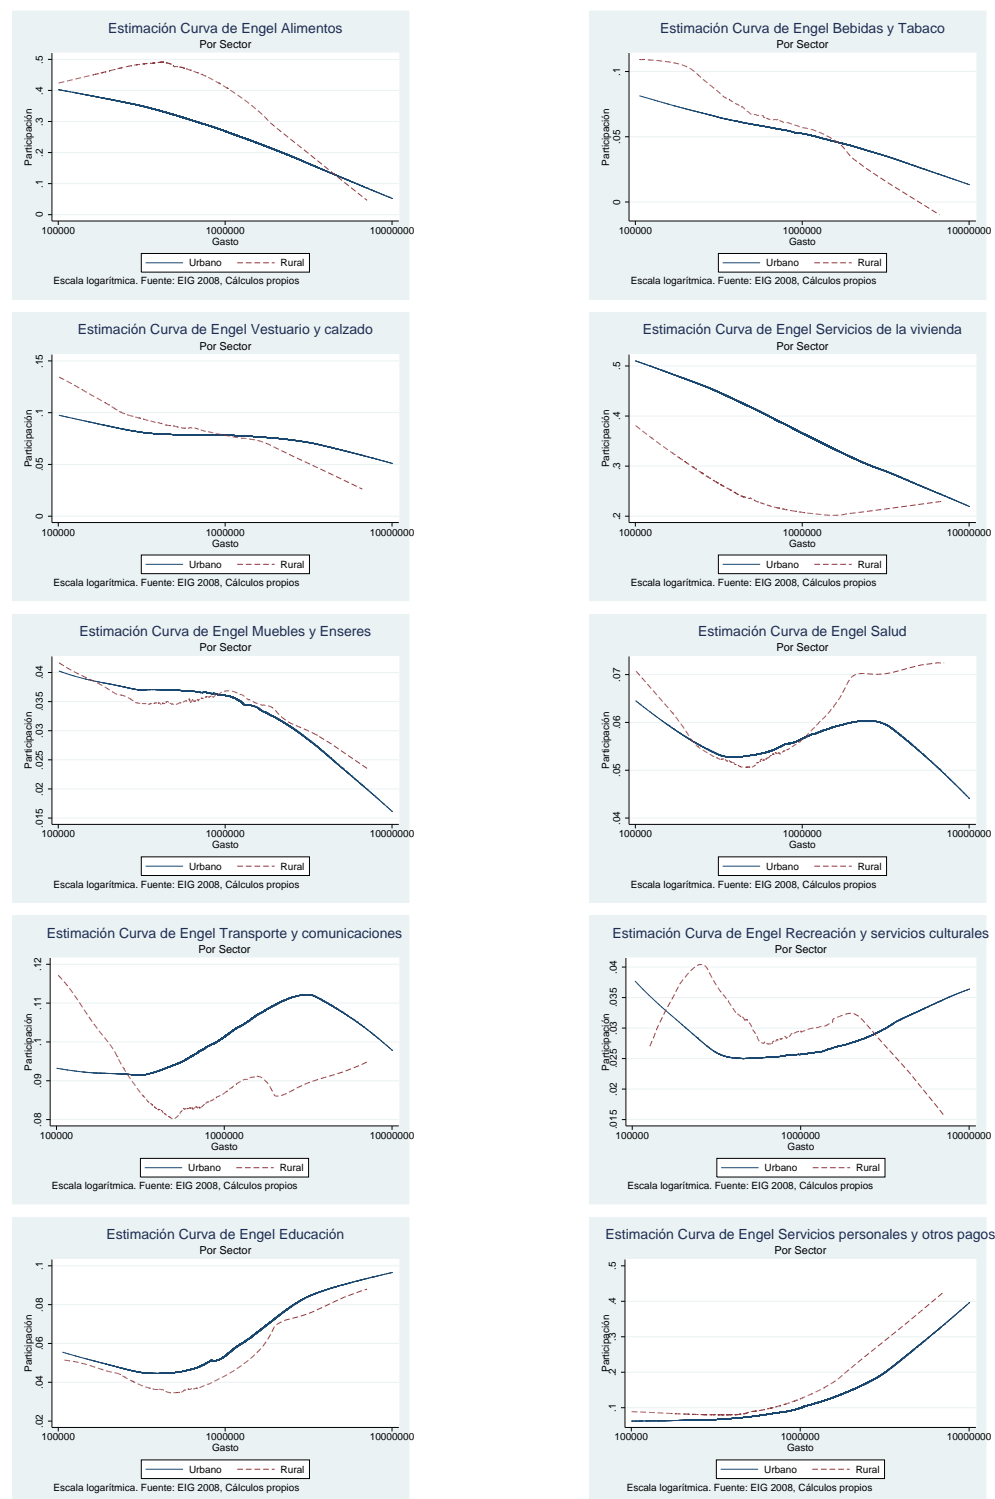 Estimación Curva de Engel Alimentos
Por Sector
Participación
.5
.4
.3
.2
.1
0
100000 1000000 10000000
Gasto
Urbano Rural
Escala logarítmica. Fuente: EIG 2008, Cálculos propios
Estimación Curva de Engel Bebidas y Tabaco
Por Sector
Participación
.1
.05
0
100000 1000000 10000000
Gasto
Urbano Rural
Escala logarítmica. Fuente: EIG 2008, Cálculos propios
Estimación Curva de Engel Vestuario y calzado
Por Sector
Participación
.15
.1
.05
0
100000 1000000 10000000
Gasto
Urbano Rural
Escala logarítmica. Fuente: EIG 2008, Cálculos propios
Estimación Curva de Engel Servicios de la vivienda
Por Sector
Participación
.5
.4
.3
.2
100000 1000000 10000000
Gasto
Urbano Rural
Escala logarítmica. Fuente: EIG 2008, Cálculos propios
Estimación Curva de Engel Muebles y Enseres
Por Sector
Participación
.04
.035
.03
.025
.02
.015
100000 1000000 10000000
Gasto
Urbano Rural
Escala logarítmica. Fuente: EIG 2008, Cálculos propios
Estimación Curva de Engel Salud
Por Sector
Participación
.07
.06
.05
.04
100000 1000000 10000000
Gasto
Urbano Rural
Escala logarítmica. Fuente: EIG 2008, Cálculos propios
Estimación Curva de Engel Transporte y comunicaciones
Por Sector
Participación
.12
.11
.1
.09
.08
100000 1000000 10000000
Gasto
Urbano Rural
Escala logarítmica. Fuente: EIG 2008, Cálculos propios
Estimación Curva de Engel Recreación y servicios culturales
Por Sector
Participación
.04
.035
.03
.025
.02
.015
100000 1000000 10000000
Gasto
Urbano Rural
Escala logarítmica. Fuente: EIG 2008, Cálculos propios
Estimación Curva de Engel Educación
Por Sector
Participación
.1
.08
.06
.04
.02
100000 1000000 10000000
Gasto
Urbano Rural
Escala logarítmica. Fuente: EIG 2008, Cálculos propios
Estimación Curva de Engel Servicios personales y otros pagos
Por Sector
Participación
.5
.4
.3
.2
.1
100000 1000000 10000000
Gasto
Urbano Rural
Escala logarítmica. Fuente: EIG 2008, Cálculos propios